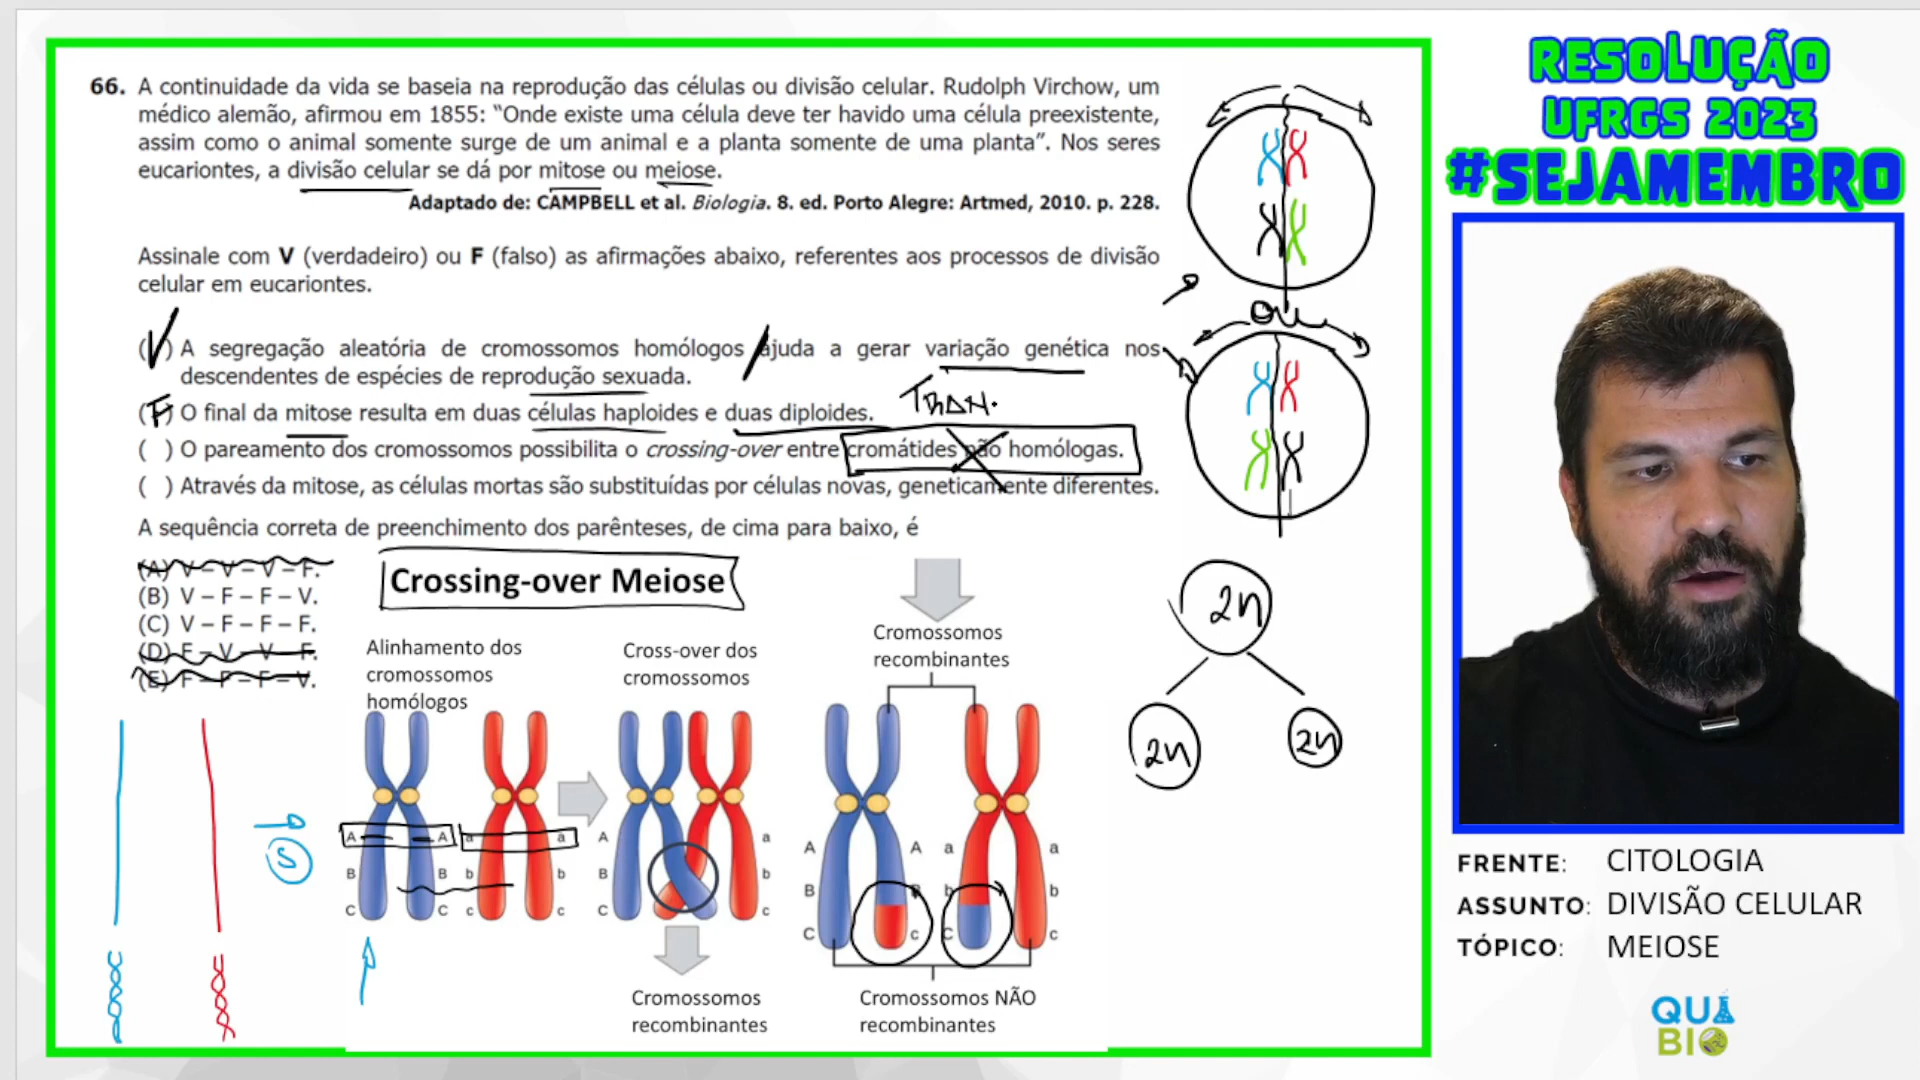 66. A continuidade da vida se baseia na reprodução das células ou divisão celular. Rudolph Virchow, um
médico alemão, afirmou em 1855: “Onde existe uma célula deve ter havido uma célula preexistente,
assim como o animal somente surge de um animal e a planta somente de uma planta”. Nos seres
eucariontes, a divisão celular se dá por mitose ou meiose.
Adaptado de: CAMPBELL et al. Biologia. 8. ed. Porto Alegre: Artmed, 2010. p. 228.
Assinale com V (verdadeiro) ou F (falso) as afirmações abaixo, referentes aos processos de divisão
celular em eucariontes.
(V) A segregação aleatória de cromossomos homólogos ajuda a gerar variação genética nos
descendentes de espécies de reprodução sexuada.
(F) O final da mitose resulta em duas células haploides e duas diploides.
TRAN.
( ) O pareamento dos cromossomos possibilita o crossing-over entre cromátides não homólogas.
( ) Através da mitose, as células mortas são substituídas por células novas, geneticamente diferentes.
A sequência correta de preenchimento dos parênteses, de cima para baixo, é
(A) V – V – V – F.
(B) V – F – F – V.
(C) V – F – F – F.
(D) F – V – V – F.
(E) F – F – F – V.
Crossing-over Meiose
Alinhamento dos
cromossomos
homólogos
Cross-over dos
cromossomos
Cromossomos
recombinantes
A A a a
B B b b
C C c c
A a
B b
C c
A A a a
B B b b
C c C c
Cromossomos
recombinantes
Cromossomos NÃO
recombinantes
S
ou
2n
2n 2n
RESOLUÇÃO
UFRGS 2023
#SEJAMEMBRO
FRENTE: CITOLOGIA
ASSUNTO: DIVISÃO CELULAR
TÓPICO: MEIOSE
QUI
BIO